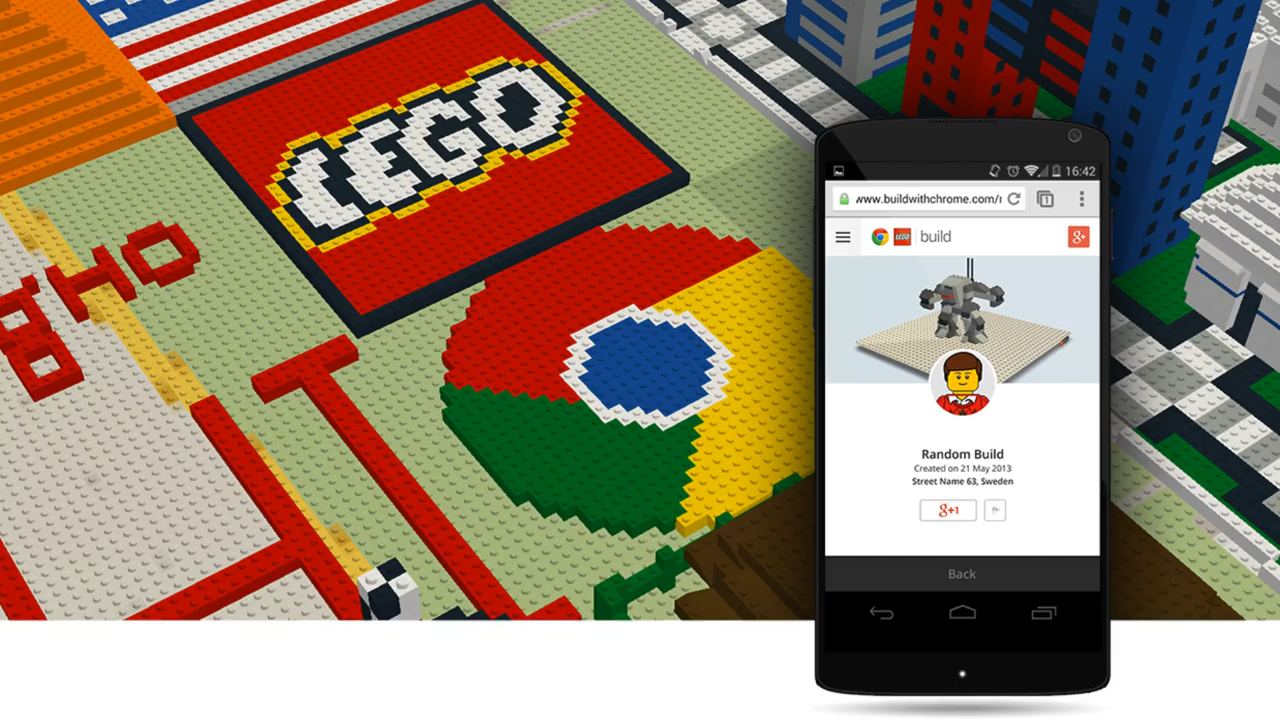 LEGO
16:42
www.buildwithchrome.com/r
1
LEGO build
g+
Random Build
Created on 21 May 2013
Street Name 63, Sweden
g+1
Back